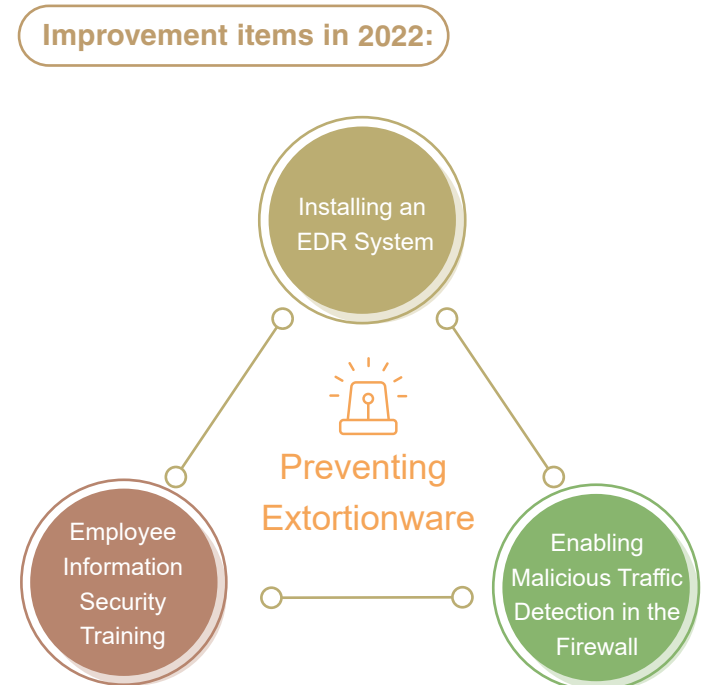 Improvement items in 2022:
Installing an
EDR System
Preventing
Extortionware
Employee
Information
Security
Training
Enabling
Malicious Traffic
Detection in the
Firewall